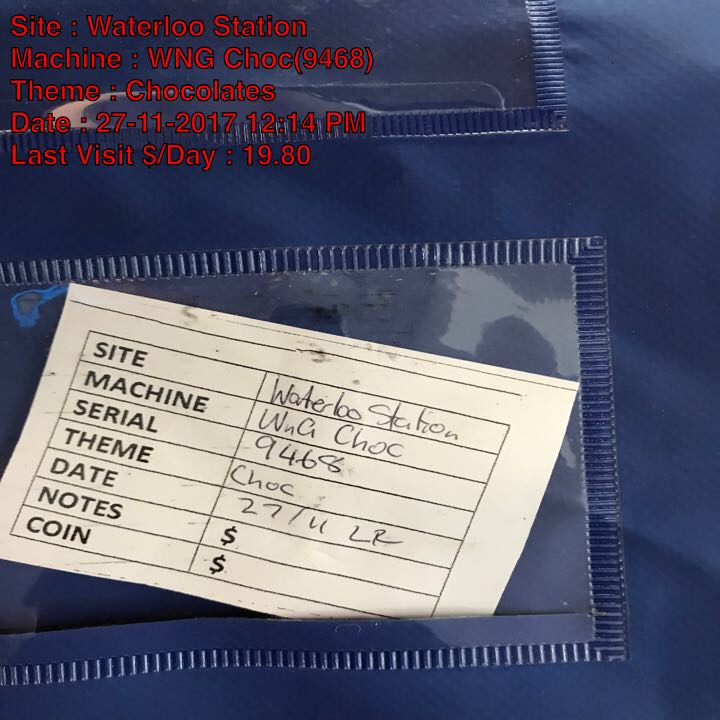 Site : Waterloo Station
Machine : WNG Choc(9468)
Theme : Chocolates
Date : 27-11-2017 12:14 PM
Last Visit $/Day : 19.80
SITE Waterloo Station
MACHINE WnG Choc
SERIAL 9468
THEME Choc
DATE 27/11 LR
NOTES $
COIN $